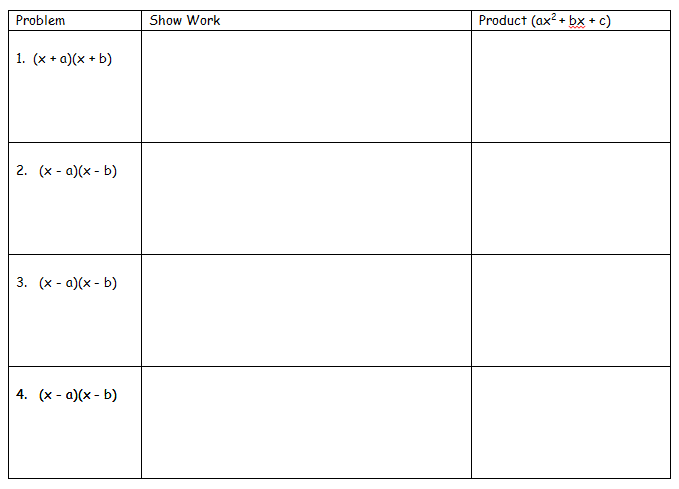 Problem Show Work Product (ax² + bx + c)
1. (x + a)(x + b)
2. (x - a)(x - b)
3. (x - a)(x - b)
4. (x - a)(x - b)